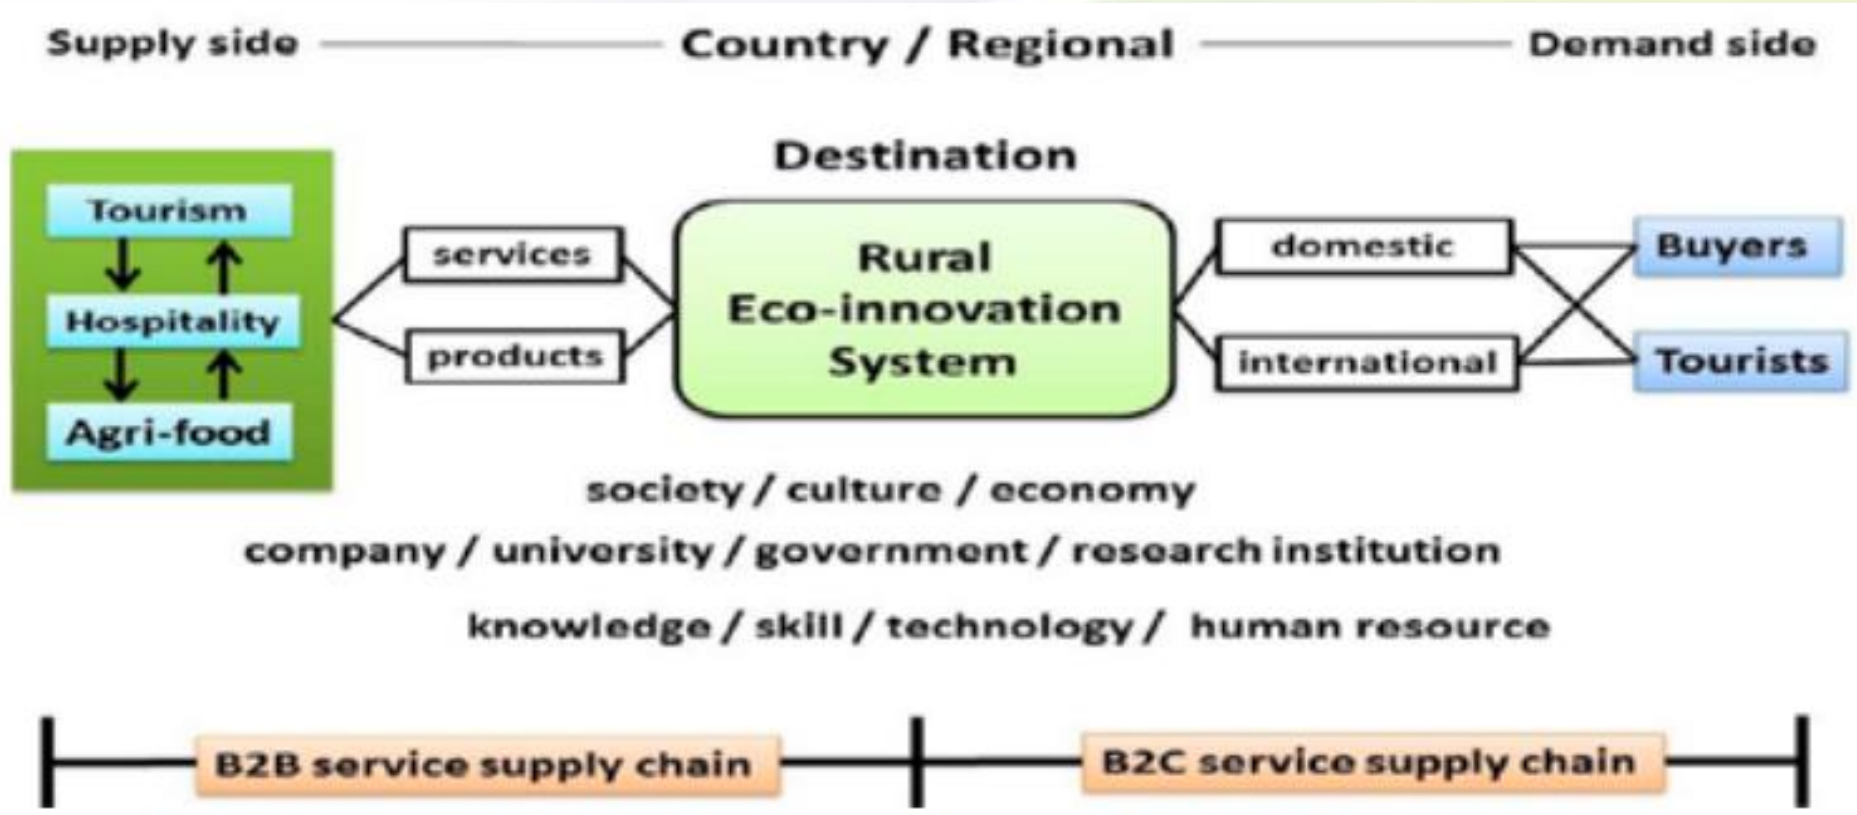 Supply side Country / Regional Demand side
Destination
Tourism
Hospitality
Agri-food
services
products
Rural
Eco-innovation
System
domestic
international
Buyers
Tourists
society / culture / economy
company / university / government / research institution
knowledge / skill / technology / human resource
B2B service supply chain
B2C service supply chain